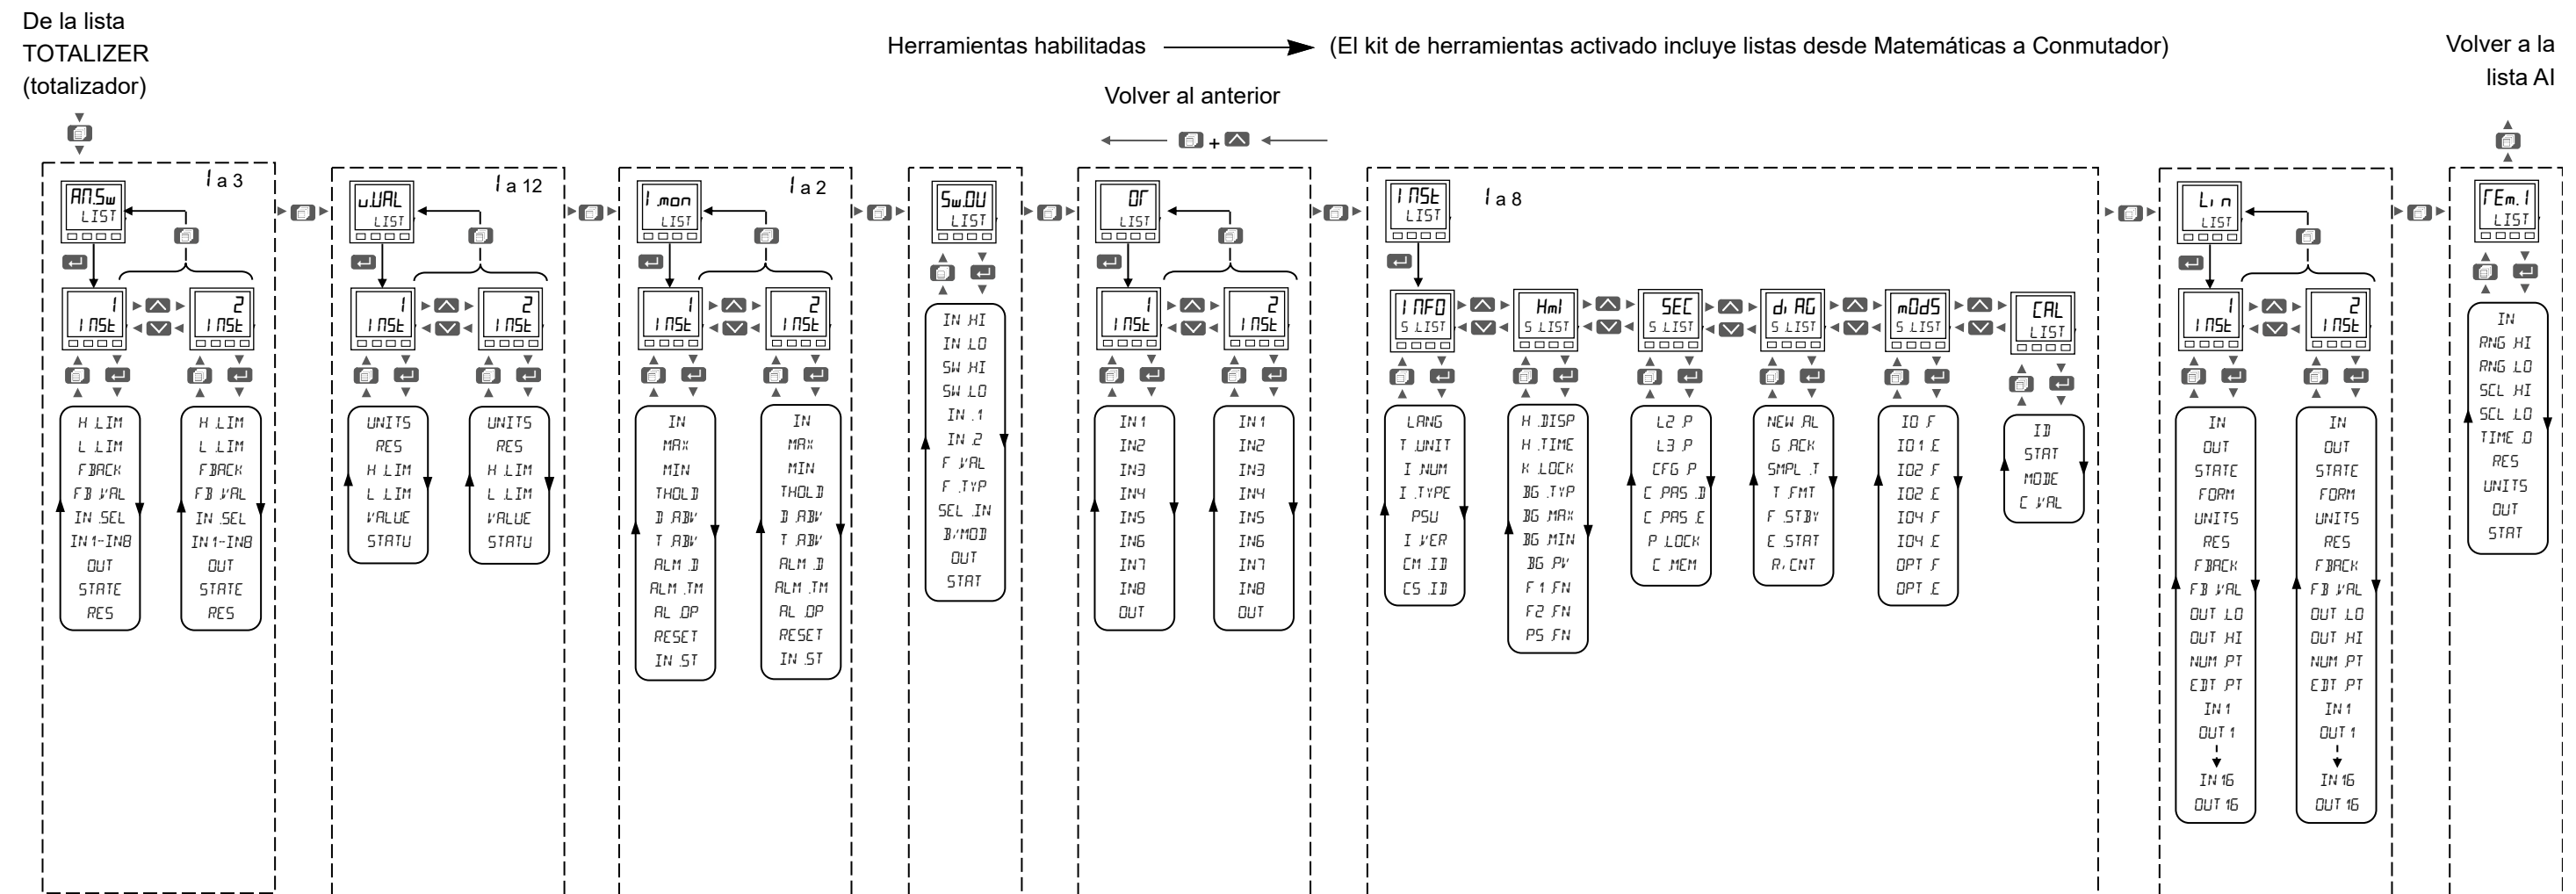 De la lista
TOTALIZER
(totalizador)
Herramientas habilitadas
(El kit de herramientas activado incluye listas desde Matemáticas a Conmutador)
Volver al anterior
+
Volver a la
lista AI
AN.Sw
LIST
1 a 3
1
INSt
2
INSt
H.LIM
L.LIM
FBACK
FB.VAL
IN.SEL
IN1-IN8
OUT
STATE
RES
H.LIM
L.LIM
FBACK
FB.VAL
IN.SEL
IN1-IN8
OUT
STATE
RES
u.VAL
LIST
1 a 12
1
INSt
2
INSt
UNITS
RES
H.LIM
L.LIM
VALUE
STATU
UNITS
RES
H.LIM
L.LIM
VALUE
STATU
I.mon
LIST
1 a 2
1
INSt
2
INSt
IN
MAX
MIN
THOLD
D.ABV
T.ABV
ALM.D
ALM.TM
AL.OP
RESET
IN.ST
IN
MAX
MIN
THOLD
D.ABV
T.ABV
ALM.D
ALM.TM
AL.OP
RESET
IN.ST
Sw.OV
LIST
IN.HI
IN.LO
SW.HI
SW.LO
IN.1
IN.2
F.VAL
F.TYP
SEL.IN
B/MOD
OUT
STAT
Or
LIST
1
INSt
2
INSt
IN1
IN2
IN3
IN4
IN5
IN6
IN7
IN8
OUT
IN1
IN2
IN3
IN4
IN5
IN6
IN7
IN8
OUT
INSt
LIST
1 a 8
INFO
S.LIST
HmI
S.LIST
SEC
S.LIST
diAG
S.LIST
mOdS
S.LIST
CAL
LIST
LANG
T.UNIT
I.NUM
I.TYPE
PSU
I.VER
CM.ID
CS.ID
H.DISP
H.TIME
K.LOCK
BG.TYP
BG.MAX
BG.MIN
BG.PV
F1.FN
F2.FN
PS.FN
L2.P
L3.P
CFG.P
C.PAS.D
C.PAS.E
P.LOCK
C.MEM
NEW.AL
G.ACK
SMPL.T
T.FMT
F.STBY
E.STAT
R/CNT
IO.F
IO1.E
IO2.F
IO2.E
IO4.F
IO4.E
OPT.F
OPT.E
ID
STAT
MODE
C.VAL
Lin
LIST
1
INSt
2
INSt
IN
OUT
STATE
FORM
UNITS
RES
FBACK
FB.VAL
OUT.LO
OUT.HI
NUM.PT
EDT.PT
IN1
OUT1
IN16
OUT16
IN
OUT
STATE
FORM
UNITS
RES
FBACK
FB.VAL
OUT.LO
OUT.HI
NUM.PT
EDT.PT
IN1
OUT1
IN16
OUT16
rEm.1
LIST
IN
RNG.HI
RNG.LO
SCL.HI
SCL.LO
TIME.O
RES
UNITS
OUT
STAT